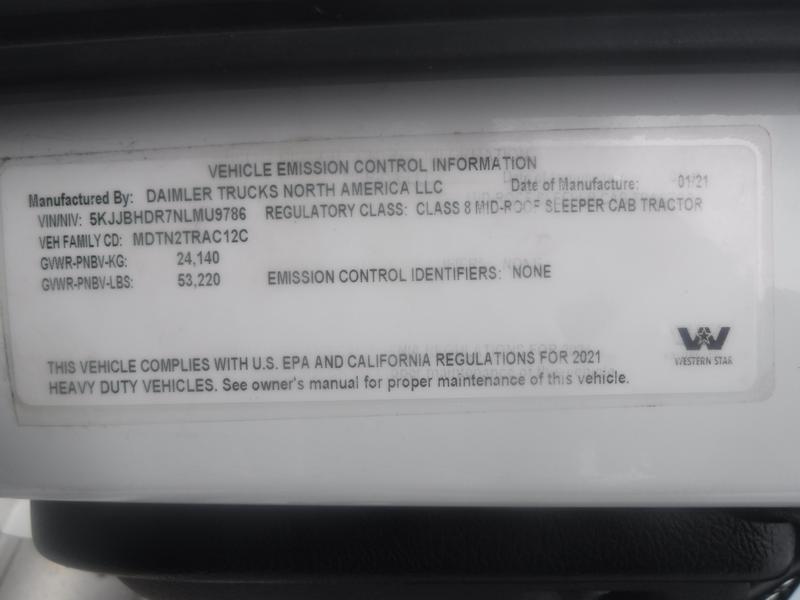 VEHICLE EMISSION CONTROL INFORMATION
Manufactured By: DAIMLER TRUCKS NORTH AMERICA LLC Date of Manufacture: 01/21
VIN/NIV: 5KJJBHDR7NLMU9786 REGULATORY CLASS: CLASS 8 MID-ROOF SLEEPER CAB TRACTOR
VEH FAMILY CD: MDTN2TRAC12C
GVWR-PNBV-KG: 24,140
GVWR-PNBV-LBS: 53,220 EMISSION CONTROL IDENTIFIERS: NONE
THIS VEHICLE COMPLIES WITH U.S. EPA AND CALIFORNIA REGULATIONS FOR 2021
HEAVY DUTY VEHICLES. See owner's manual for proper maintenance of this vehicle.
WESTERN STAR